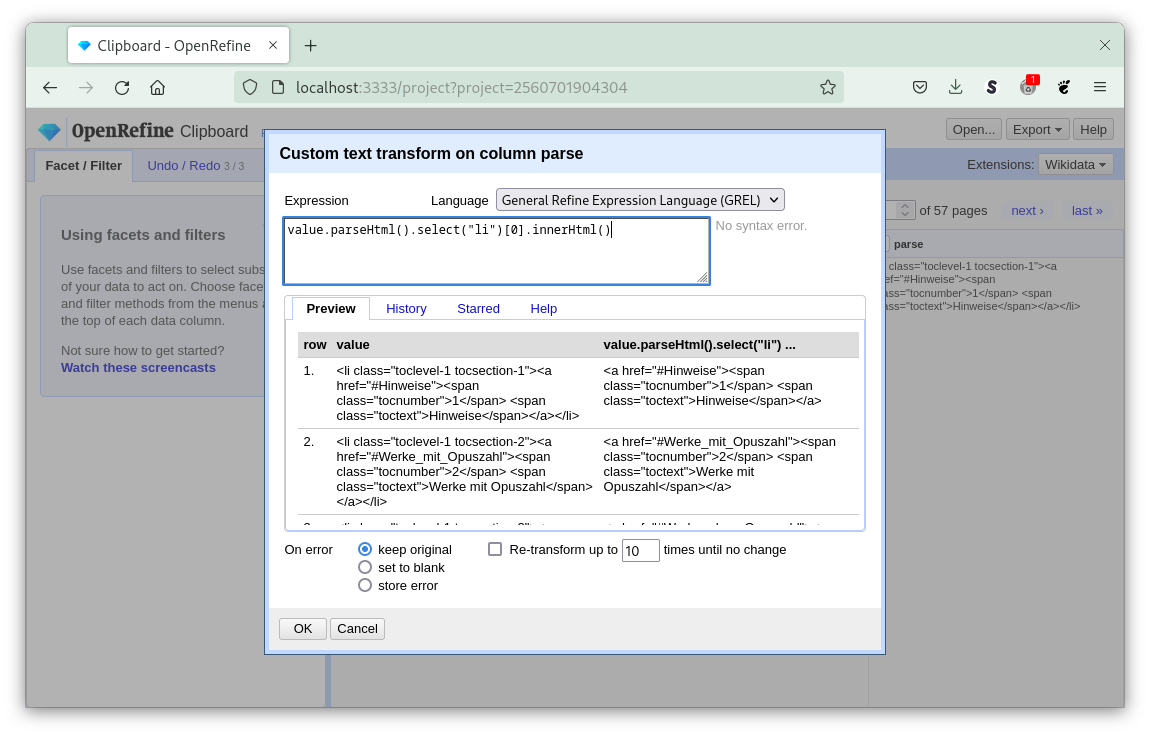 Clipboard - OpenRefine
localhost:3333/project?project=2560701904304
1
OpenRefine Clipboard
Open... Export Help
Facet / Filter Undo / Redo 3 / 3
Extensions: Wikidata
Using facets and filters
Use facets and filters to select
of your data to act on. Choose
and filter methods from the menus
the top of each data column.
Not sure how to get started?
Watch these screencasts
of 57 pages next › last »
parse
class="toclevel-1 tocsection-1"><a
<span
1</span> <span
class="toctext">Hinweise</span></a></li>
Custom text transform on column parse
Expression Language General Refine Expression Language (GREL)
value.parseHtml().select("li")[0].innerHtml()
No syntax error.
Preview History Starred Help
row value value.parseHtml().select("li") ...
1. <li class="toclevel-1 tocsection-1"><a <a href="#Hinweise"><span
href="#Hinweise"><span class="tocnumber">1</span> <span
class="tocnumber">1</span> <span class="toctext">Hinweise</span></a>
class="toctext">Hinweise</span></a></li>
2. <li class="toclevel-1 tocsection-2"><a <a href="#Werke_mit_Opuszahl"><span
href="#Werke_mit_Opuszahl"><span class="tocnumber">2</span> <span
class="tocnumber">2</span> <span class="toctext">Werke mit
class="toctext">Werke mit Opuszahl</span> Opuszahl</span></a>
</a></li>
On error keep original Re-transform up to 10 times until no change
set to blank
store error
OK Cancel